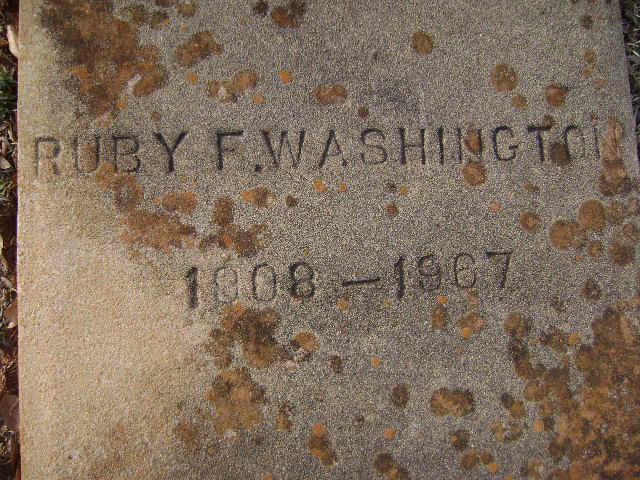 RUBY F. WASHINGTON
1908 — 1967